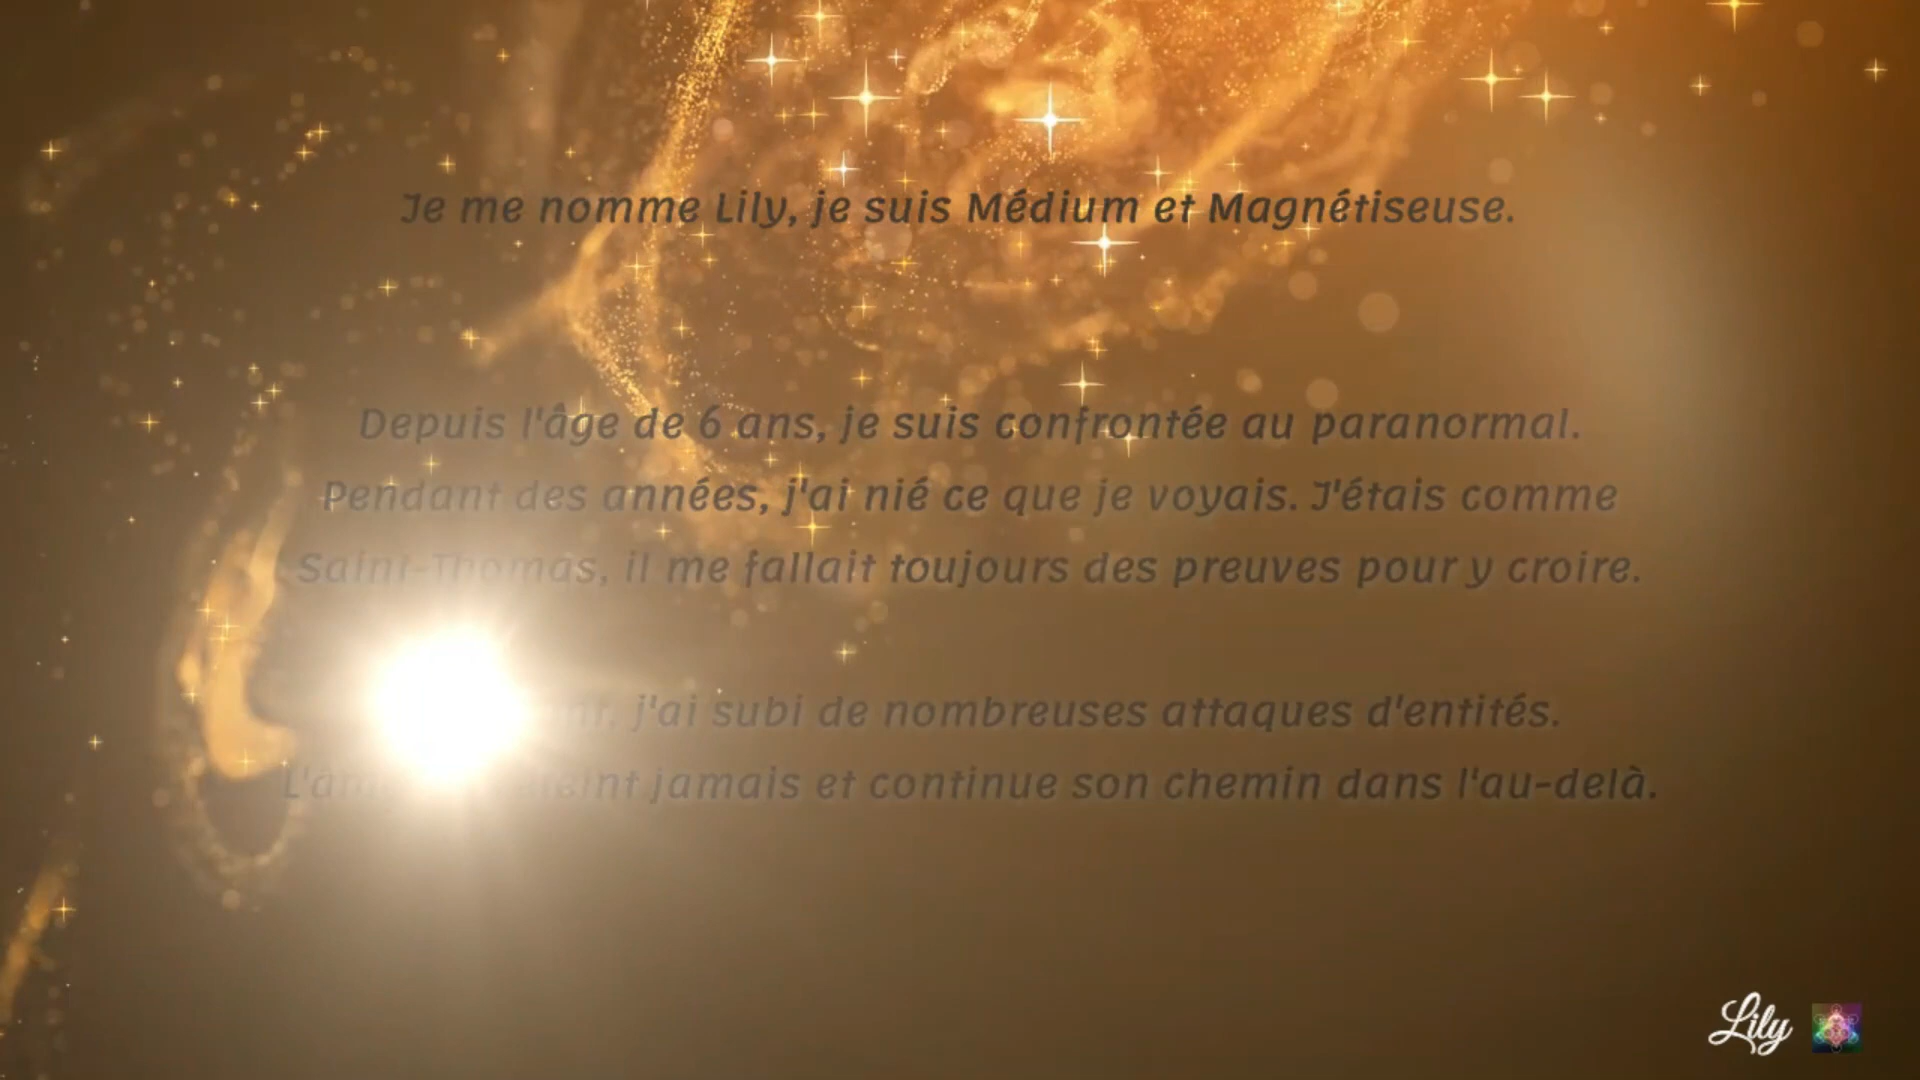 Je me nomme Lily, je suis Médium et Magnétiseuse.
Depuis l'âge de 6 ans, je suis confrontée au paranormal.
Pendant des années, j'ai nié ce que je voyais. J'étais comme
Saint-Thomas, il me fallait toujours des preuves pour y croire.
j'ai subi de nombreuses attaques d'entités.
jamais et continue son chemin dans l'au-delà.
Lily